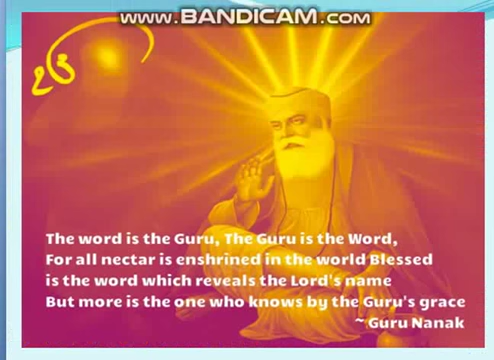 www.BANDICAM.com
ੴ
The word is the Guru, The Guru is the Word,
For all nectar is enshrined in the world Blessed
is the word which reveals the Lord's name
But more is the one who knows by the Guru's grace
~ Guru Nanak